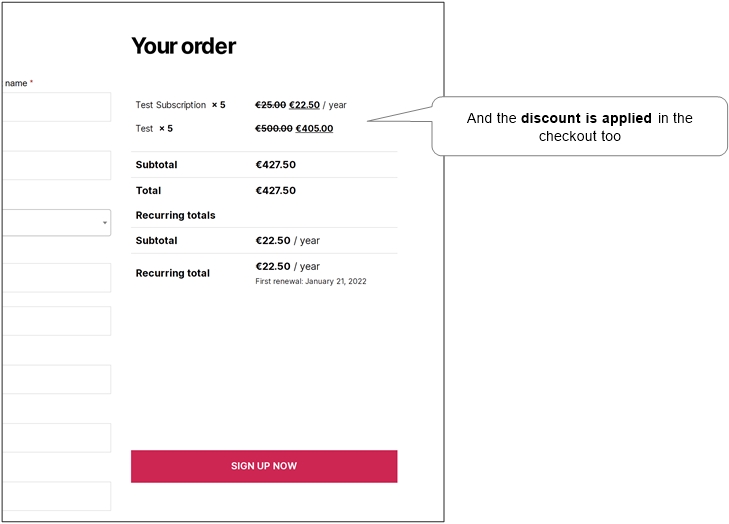 Your order
name *
Test Subscription × 5 €25.00 €22.50 / year
Test × 5 €500.00 €405.00
And the discount is applied in the
checkout too
Subtotal €427.50
Total €427.50
Recurring totals
Subtotal €22.50 / year
Recurring total €22.50 / year
First renewal: January 21, 2022
SIGN UP NOW